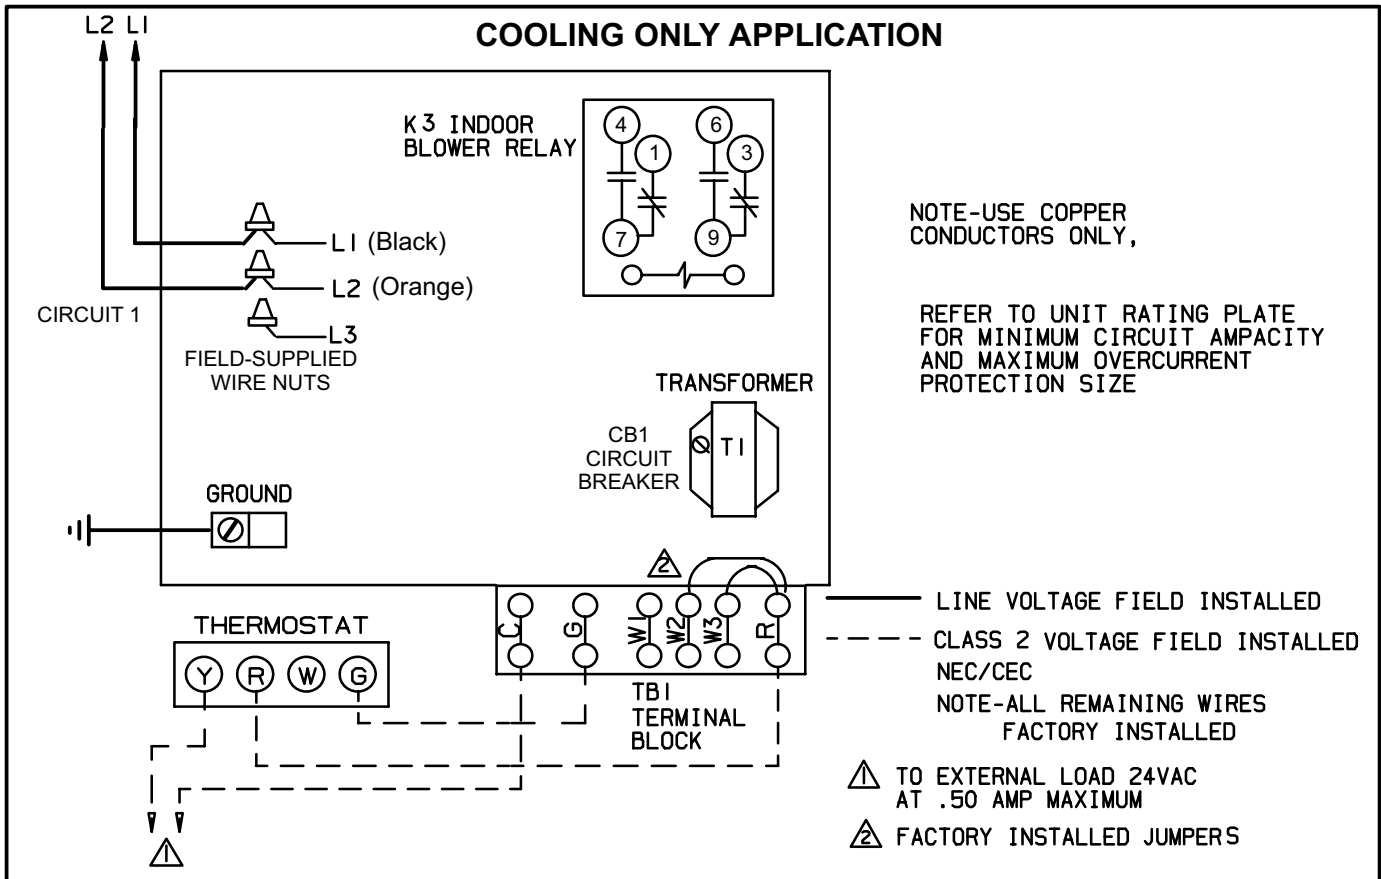 COOLING ONLY APPLICATION
L2 L1
K3 INDOOR
BLOWER RELAY
4
6
1
3
7
9
L1 (Black)
L2 (Orange)
CIRCUIT 1
L3
FIELD-SUPPLIED
WIRE NUTS
NOTE-USE COPPER
CONDUCTORS ONLY,
REFER TO UNIT RATING PLATE
FOR MINIMUM CIRCUIT AMPACITY
AND MAXIMUM OVERCURRENT
PROTECTION SIZE
TRANSFORMER
CB1
CIRCUIT
BREAKER
T1
GROUND
2
C G W1 W2 W3 R
THERMOSTAT
Y R W G
TB1
TERMINAL
BLOCK
LINE VOLTAGE FIELD INSTALLED
CLASS 2 VOLTAGE FIELD INSTALLED
NEC/CEC
NOTE-ALL REMAINING WIRES
FACTORY INSTALLED
1 TO EXTERNAL LOAD 24VAC
AT .50 AMP MAXIMUM
2 FACTORY INSTALLED JUMPERS
1